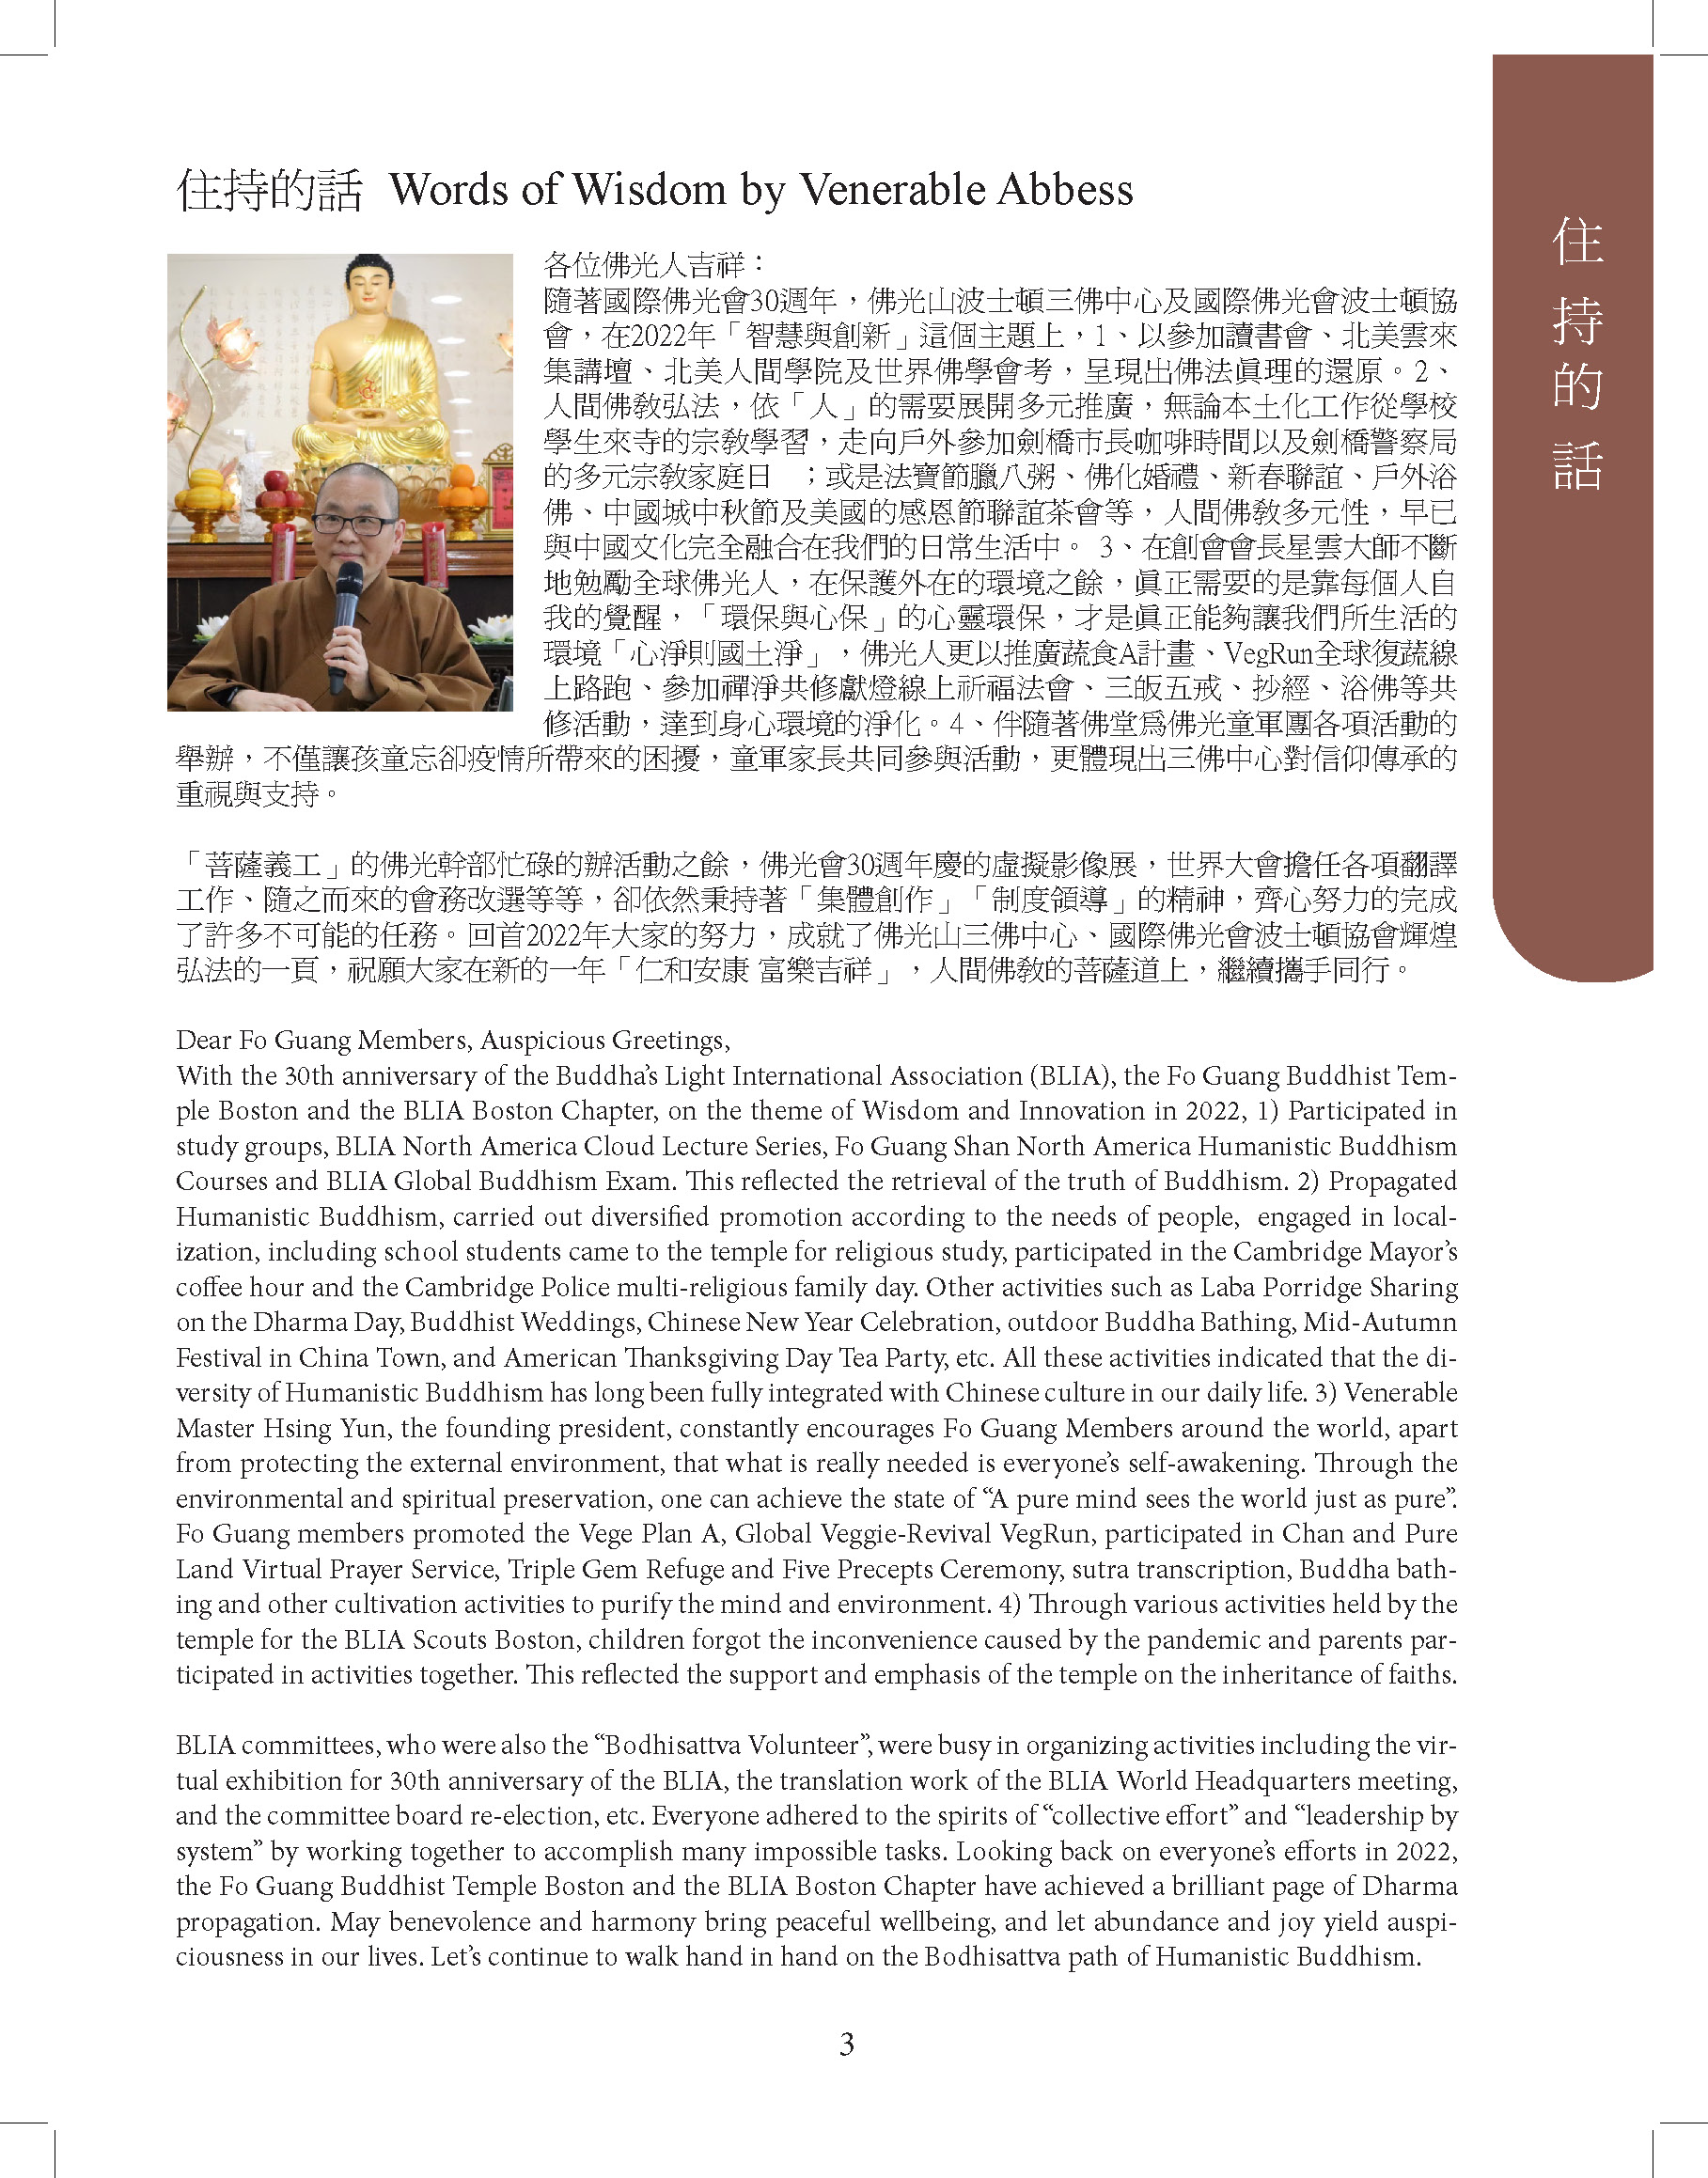 住持的話 Words of Wisdom by Venerable Abbess
各位佛光人吉祥：
隨著國際佛光會30週年，佛光山波士頓三佛中心及國際佛光會波士頓協
會，在2022年「智慧與創新」這個主題上，1、以參加讀書會、北美雲來
集講壇、北美人間學院及世界佛學會考，呈現出佛法眞理的還原。2、
人間佛教弘法，依「人」的需要展開多元推廣，無論本土化工作從學校
學生來寺的宗教學習，走向戶外參加劍橋市長咖啡時間以及劍橋警察局
的多元宗教家庭日　；或是法寶節臘八粥、佛化婚禮、新春聯誼、戶外浴
佛、中國城中秋節及美國的感恩節聯誼茶會等，人間佛教多元性，早已
與中國文化完全融合在我們的日常生活中。 3、在創會會長星雲大師不斷
地勉勵全球佛光人，在保護外在的環境之餘，眞正需要的是靠每個人自
我的覺醒，「環保與心保」的心靈環保，才是眞正能夠讓我們所生活的
環境「心淨則國土淨」，佛光人更以推廣蔬食A計畫、VegRun全球復蔬線
上路跑、參加禪淨共修獻燈線上祈福法會、三皈五戒、抄經、浴佛等共
修活動，達到身心環境的淨化。4、伴隨著佛堂爲佛光童軍團各項活動的
舉辦，不僅讓孩童忘卻疫情所帶來的困擾，童軍家長共同參與活動，更體現出三佛中心對信仰傳承的
重視與支持。
「菩薩義工」的佛光幹部忙碌的辦活動之餘，佛光會30週年慶的虛擬影像展，世界大會擔任各項翻譯
工作、隨之而來的會務改選等等，卻依然秉持著「集體創作」「制度領導」的精神，齊心努力的完成
了許多不可能的任務。回首2022年大家的努力，成就了佛光山三佛中心、國際佛光會波士頓協會輝煌
弘法的一頁，祝願大家在新的一年「仁和安康 富樂吉祥」，人間佛教的菩薩道上，繼續攜手同行。
Dear Fo Guang Members, Auspicious Greetings,
With the 30th anniversary of the Buddha’s Light International Association (BLIA), the Fo Guang Buddhist Tem-
ple Boston and the BLIA Boston Chapter, on the theme of Wisdom and Innovation in 2022, 1) Participated in
study groups, BLIA North America Cloud Lecture Series, Fo Guang Shan North America Humanistic Buddhism
Courses and BLIA Global Buddhism Exam. This reflected the retrieval of the truth of Buddhism. 2) Propagated
Humanistic Buddhism, carried out diversified promotion according to the needs of people, engaged in local-
ization, including school students came to the temple for religious study, participated in the Cambridge Mayor’s
coffee hour and the Cambridge Police multi-religious family day. Other activities such as Laba Porridge Sharing
on the Dharma Day, Buddhist Weddings, Chinese New Year Celebration, outdoor Buddha Bathing, Mid-Autumn
Festival in China Town, and American Thanksgiving Day Tea Party, etc. All these activities indicated that the di-
versity of Humanistic Buddhism has long been fully integrated with Chinese culture in our daily life. 3) Venerable
Master Hsing Yun, the founding president, constantly encourages Fo Guang Members around the world, apart
from protecting the external environment, that what is really needed is everyone’s self-awakening. Through the
environmental and spiritual preservation, one can achieve the state of “A pure mind sees the world just as pure”.
Fo Guang members promoted the Vege Plan A, Global Veggie-Revival VegRun, participated in Chan and Pure
Land Virtual Prayer Service, Triple Gem Refuge and Five Precepts Ceremony, sutra transcription, Buddha bath-
ing and other cultivation activities to purify the mind and environment. 4) Through various activities held by the
temple for the BLIA Scouts Boston, children forgot the inconvenience caused by the pandemic and parents par-
ticipated in activities together. This reflected the support and emphasis of the temple on the inheritance of faiths.
BLIA committees, who were also the “Bodhisattva Volunteer”, were busy in organizing activities including the vir-
tual exhibition for 30th anniversary of the BLIA, the translation work of the BLIA World Headquarters meeting,
and the committee board re-election, etc. Everyone adhered to the spirits of “collective effort” and “leadership by
system” by working together to accomplish many impossible tasks. Looking back on everyone’s efforts in 2022,
the Fo Guang Buddhist Temple Boston and the BLIA Boston Chapter have achieved a brilliant page of Dharma
propagation. May benevolence and harmony bring peaceful wellbeing, and let abundance and joy yield auspi-
ciousness in our lives. Let’s continue to walk hand in hand on the Bodhisattva path of Humanistic Buddhism.
3
住持的話